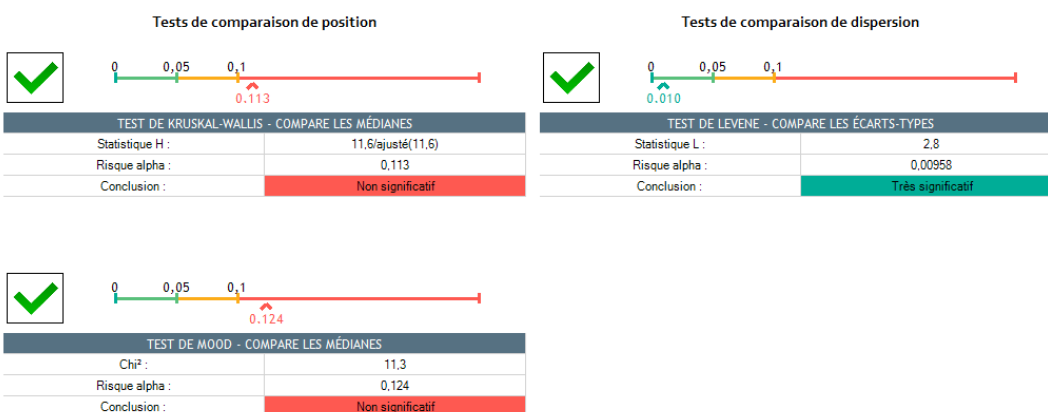 Tests de comparaison de position
0 0,05 0,1
0.113
TEST DE KRUSKAL-WALLIS - COMPARE LES MÉDIANES
Statistique H : 11,6/ajusté(11,6)
Risque alpha : 0,113
Conclusion : Non significatif
0 0,05 0,1
0.124
TEST DE MOOD - COMPARE LES MÉDIANES
Chi² : 11,3
Risque alpha : 0,124
Conclusion : Non significatif
Tests de comparaison de dispersion
0 0,05 0,1
0.010
TEST DE LEVENE - COMPARE LES ÉCARTS-TYPES
Statistique L : 2,8
Risque alpha : 0,00958
Conclusion : Très significatif